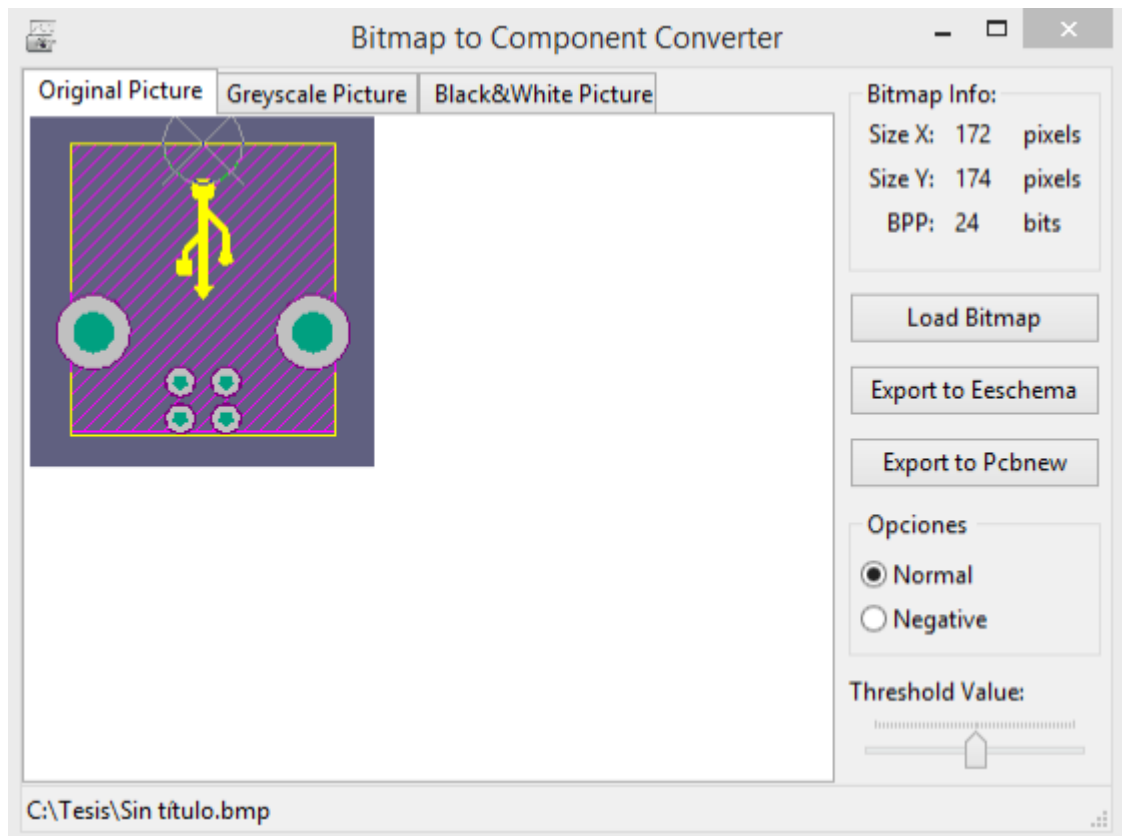 Bitmap to Component Converter
Original Picture Greyscale Picture Black&White Picture
Bitmap Info:
Size X: 172 pixels
Size Y: 174 pixels
BPP: 24 bits
Load Bitmap
Export to Eeschema
Export to Pcbnew
Opciones
Normal
Negative
Threshold Value:
C:\Tesis\Sin título.bmp